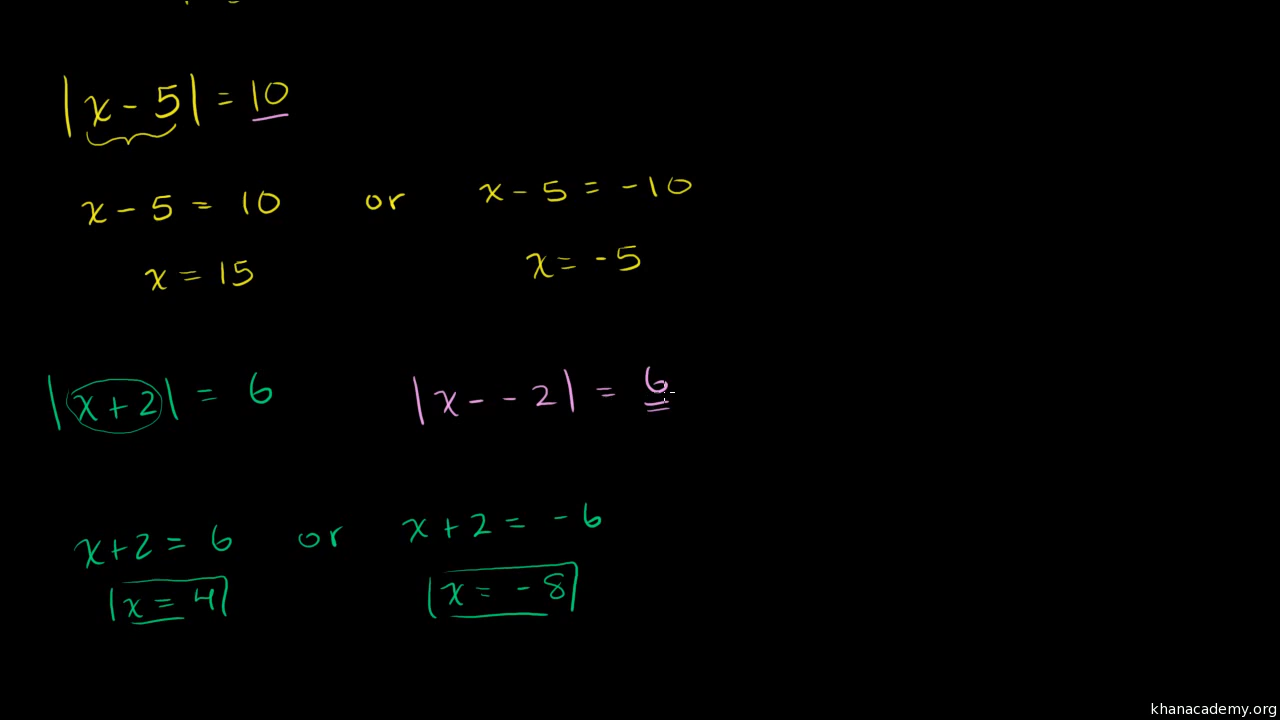 |x - 5| = 10
x - 5 = 10 or x - 5 = -10
x = 15 x = -5
|x + 2| = 6 |x - - 2| = 6
x + 2 = 6 or x + 2 = -6
x = 4 x = -8
khanacademy.org